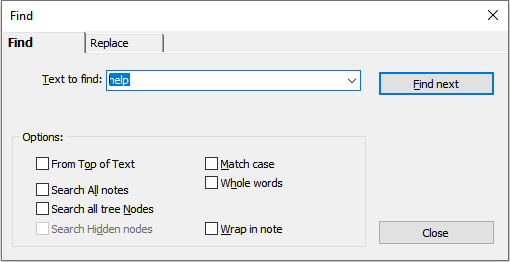 Find
Find Replace
Text to find: help Find next
Options:
From Top of Text Match case
Search All notes Whole words
Search all tree Nodes
Search Hidden nodes Wrap in note
Close